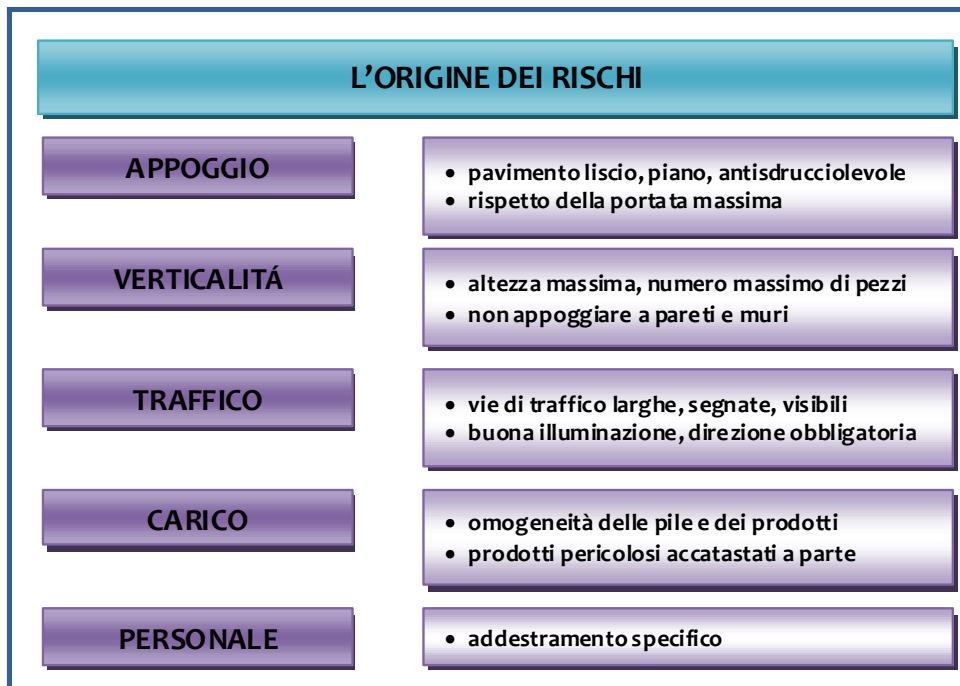 L'ORIGINE DEI RISCHI
APPOGGIO
• pavimento liscio, piano, antisdrucciolevole
• rispetto della portata massima
VERTICALITÁ
• altezza massima, numero massimo di pezzi
• non appoggiare a pareti e muri
TRAFFICO
• vie di traffico larghe, segnate, visibili
• buona illuminazione, direzione obbligatoria
CARICO
• omogeneità delle pile e dei prodotti
• prodotti pericolosi accatastati a parte
PERSONALE
• addestramento specifico